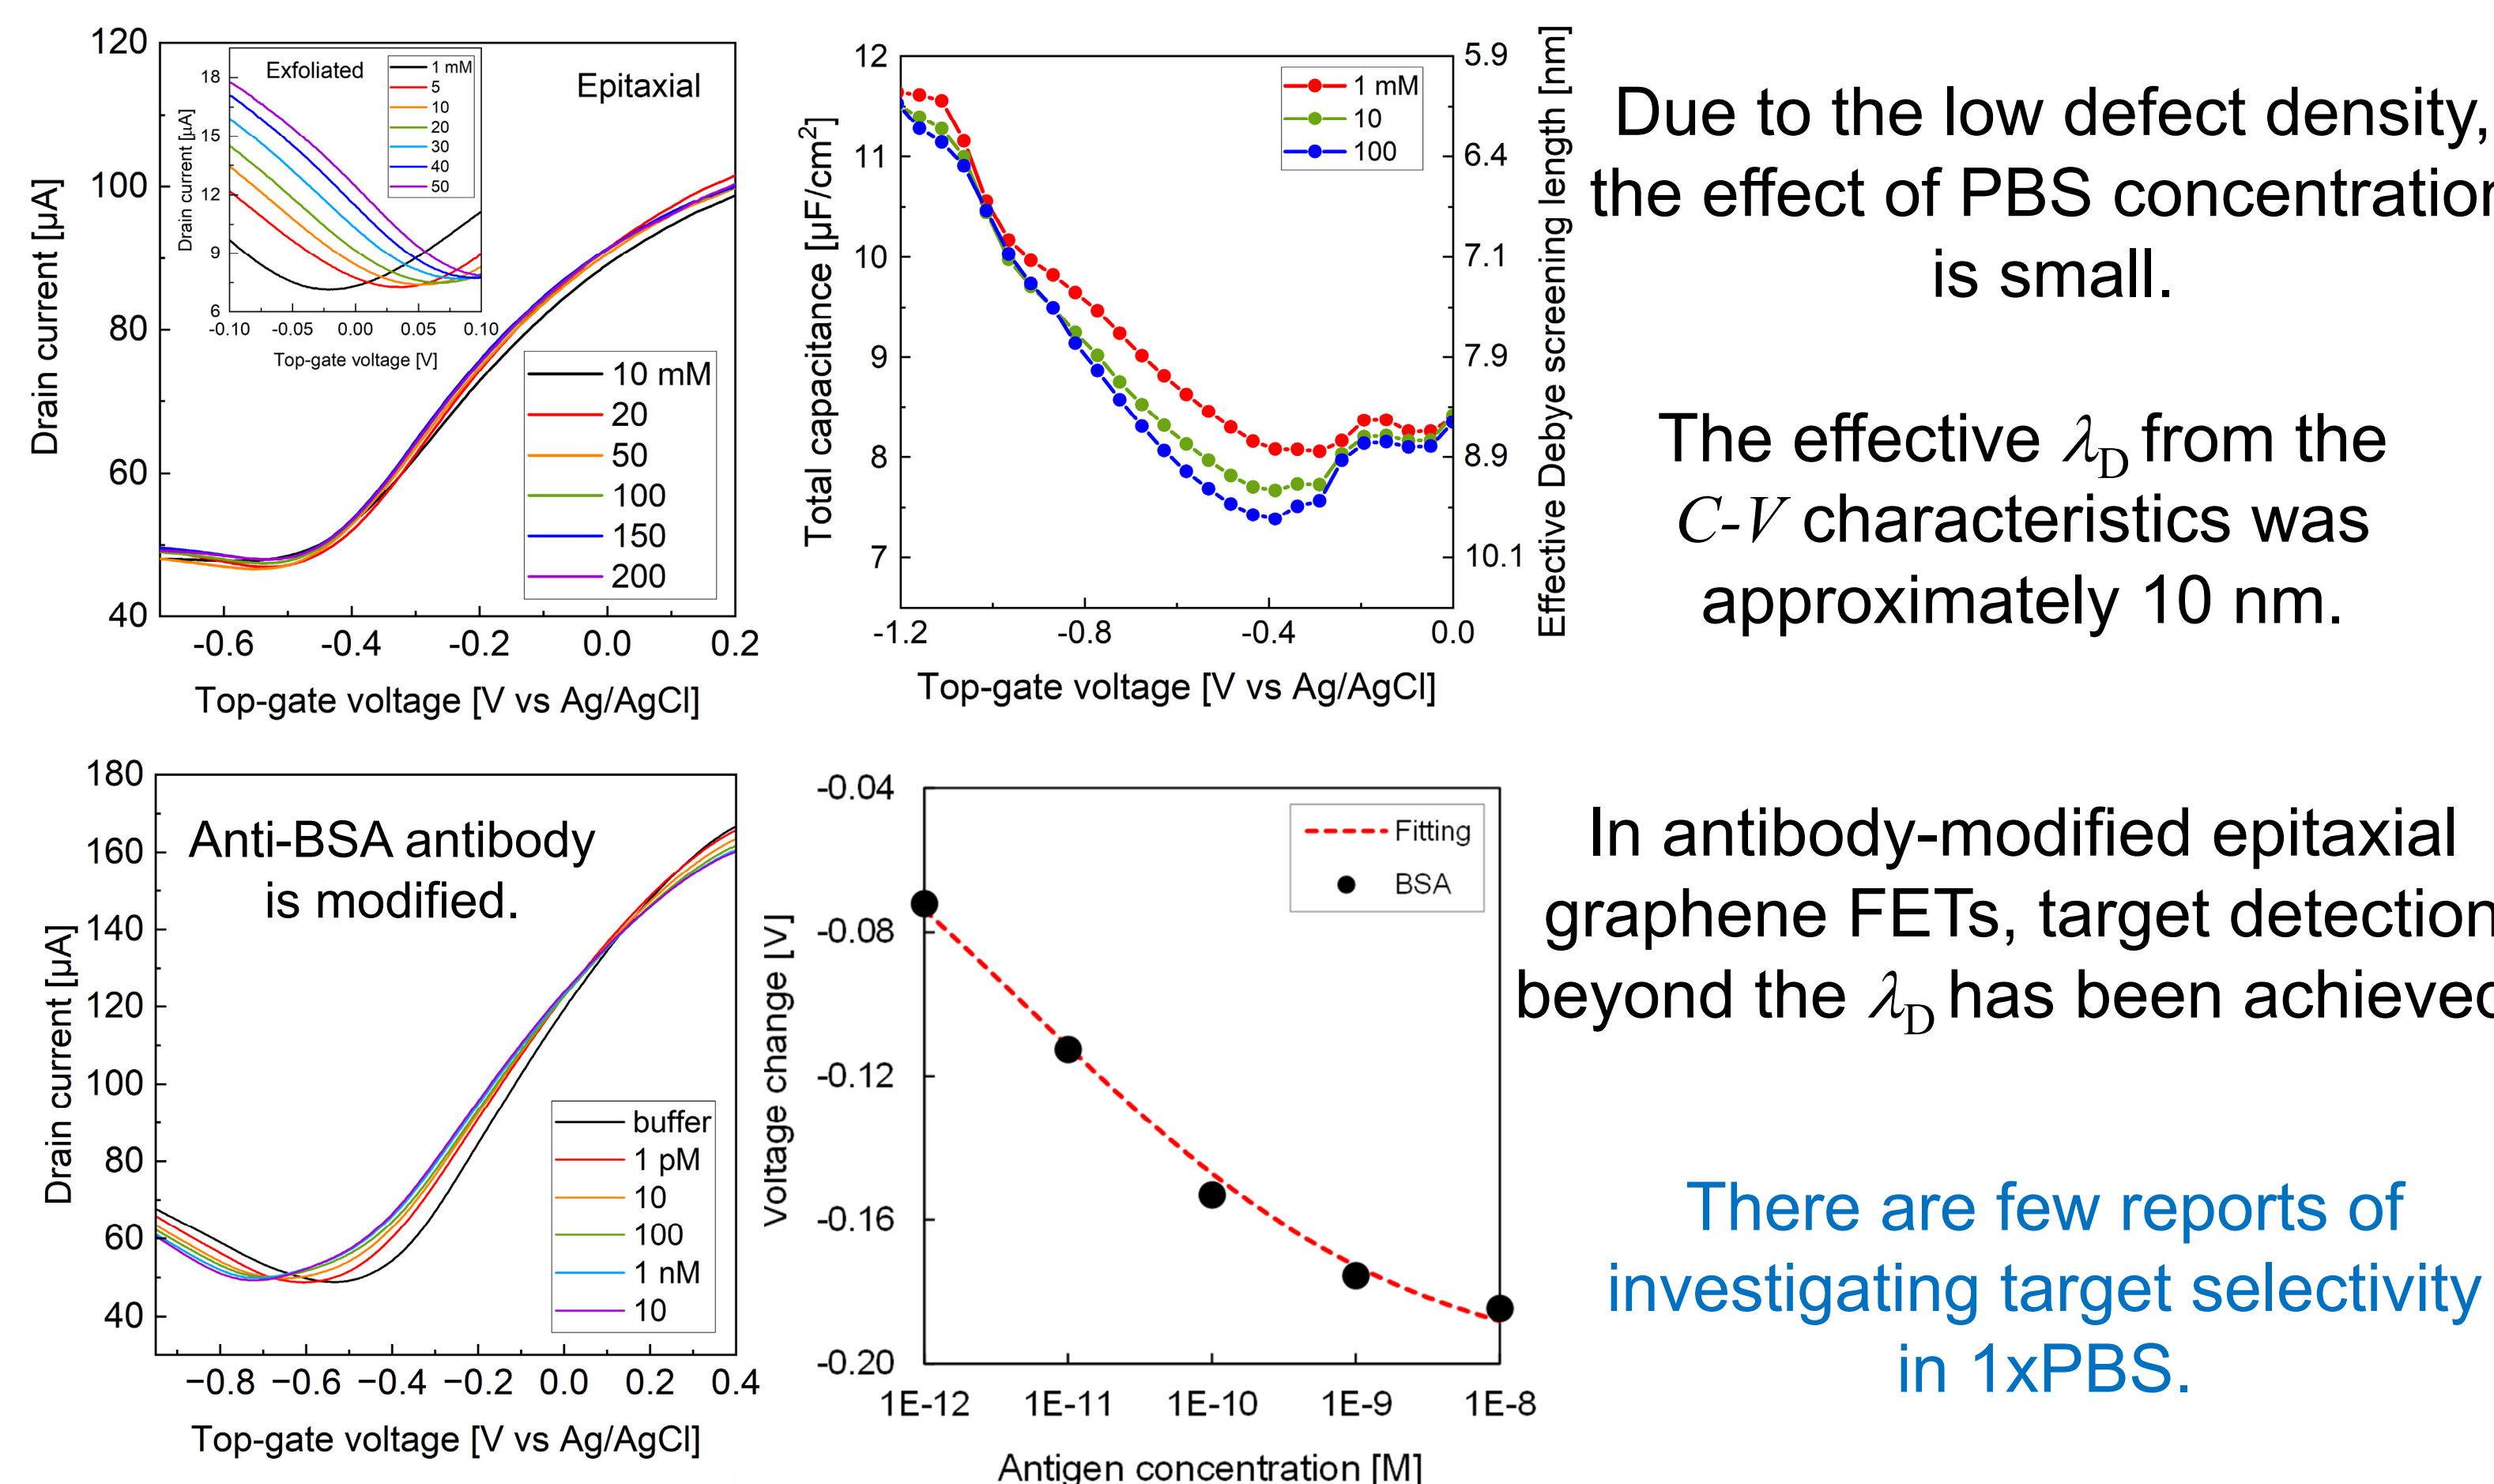 120
100
80
60
40
Drain current [µA]
-0.6 -0.4 -0.2 0.0 0.2
Top-gate voltage [V vs Ag/AgCl]
Epitaxial
10 mM
20
50
100
150
200
Exfoliated
18
15
12
9
6
Drain current [µA]
-0.10 -0.05 0.00 0.05 0.10
Top-gate voltage [V]
1 mM
5
10
20
30
40
50
12
11
10
9
8
7
Total capacitance [µF/cm²]
-1.2 -0.8 -0.4 0.0
Top-gate voltage [V vs Ag/AgCl]
1 mM
10
100
5.9
6.4
7.1
7.9
8.9
10.1
Effective Debye screening length [nm]
Due to the low defect density,
the effect of PBS concentration
is small.
The effective λD from the
C-V characteristics was
approximately 10 nm.
180
160
140
120
100
80
60
40
Drain current [µA]
−0.8 −0.6 −0.4 −0.2 0.0 0.2 0.4
Top-gate voltage [V vs Ag/AgCl]
Anti-BSA antibody
is modified.
buffer
1 pM
10
100
1 nM
10
-0.04
-0.08
-0.12
-0.16
-0.20
Voltage change [V]
1E-12 1E-11 1E-10 1E-9 1E-8
Antigen concentration [M]
Fitting
BSA
In antibody-modified epitaxial
graphene FETs, target detection
beyond the λD has been achieved
There are few reports of
investigating target selectivity
in 1xPBS.